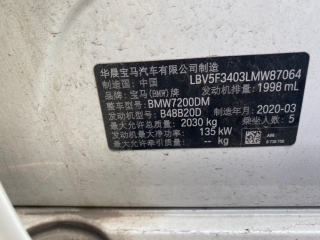 华晨宝马汽车有限公司制造
制造国：中国 LBV5F3403LMW87064
品牌：宝马(BMW)牌 发动机排量：1998 mL
整车型号：BMW7200DM
发动机型号：B48B20D 制造年月：2020-03
最大允许总质量：2030 kg 乘坐人数：5
发动机最大净功率：135 kW
最大允许牵引质量：-- kg